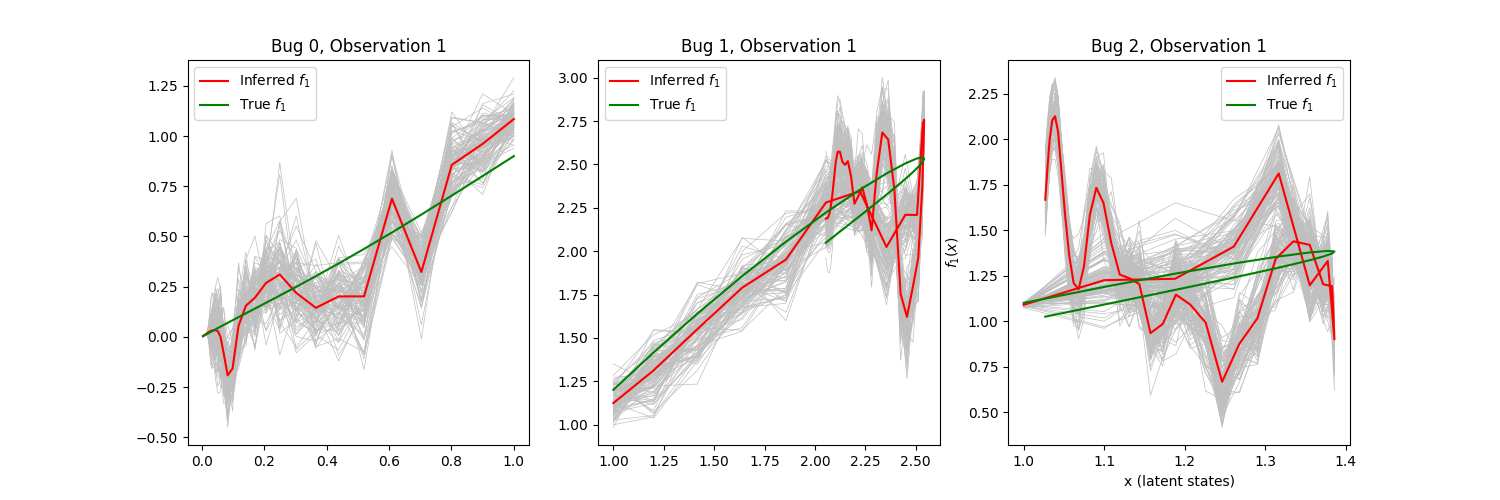 Bug 0, Observation 1
Inferred f₁
True f₁
1.25
1.00
0.75
0.50
0.25
0.00
−0.25
−0.50
0.0 0.2 0.4 0.6 0.8 1.0
Bug 1, Observation 1
Inferred f₁
True f₁
3.00
2.75
2.50
2.25
2.00
1.75
1.50
1.25
1.00
1.00 1.25 1.50 1.75 2.00 2.25 2.50
Bug 2, Observation 1
Inferred f₁
True f₁
f₁(x)
2.25
2.00
1.75
1.50
1.25
1.00
0.75
0.50
1.0 1.1 1.2 1.3 1.4
x (latent states)